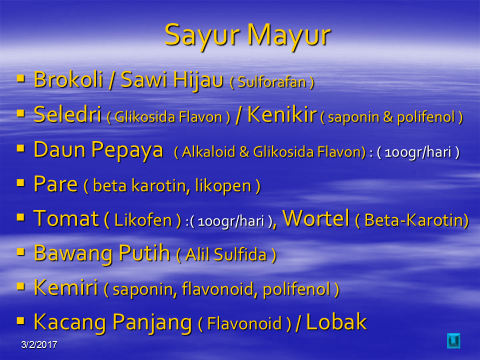 Sayur Mayur
▪ Brokoli / Sawi Hijau ( Sulforafan )
▪ Seledri ( Glikosida Flavon ) / Kenikir ( saponin & polifenol )
▪ Daun Pepaya ( Alkaloid & Glikosida Flavon) : ( 100gr/hari )
▪ Pare ( beta karotin, likopen )
▪ Tomat ( Likofen ) :( 100gr/hari ), Wortel ( Beta-Karotin)
▪ Bawang Putih ( Alil Sulfida )
▪ Kemiri ( saponin, flavonoid, polifenol )
▪ Kacang Panjang ( Flavonoid ) / Lobak
3/2/2017